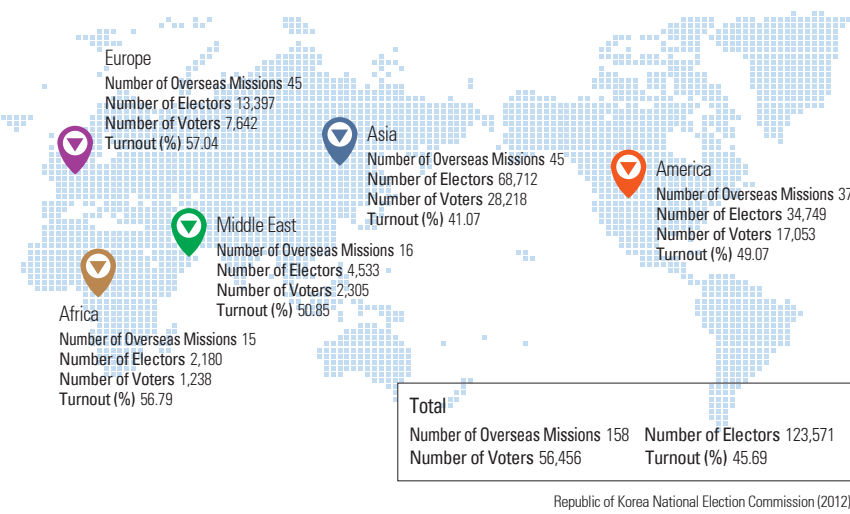 Europe
Number of Overseas Missions 45
Number of Electors 13,397
Number of Voters 7,642
Turnout (%) 57.04
Asia
Number of Overseas Missions 45
Number of Electors 68,712
Number of Voters 28,218
Turnout (%) 41.07
America
Number of Overseas Missions 37
Number of Electors 34,749
Number of Voters 17,053
Turnout (%) 49.07
Middle East
Number of Overseas Missions 16
Number of Electors 4,533
Number of Voters 2,305
Turnout (%) 50.85
Africa
Number of Overseas Missions 15
Number of Electors 2,180
Number of Voters 1,238
Turnout (%) 56.79
Total
Number of Overseas Missions 158 Number of Electors 123,571
Number of Voters 56,456 Turnout (%) 45.69
Republic of Korea National Election Commission (2012)